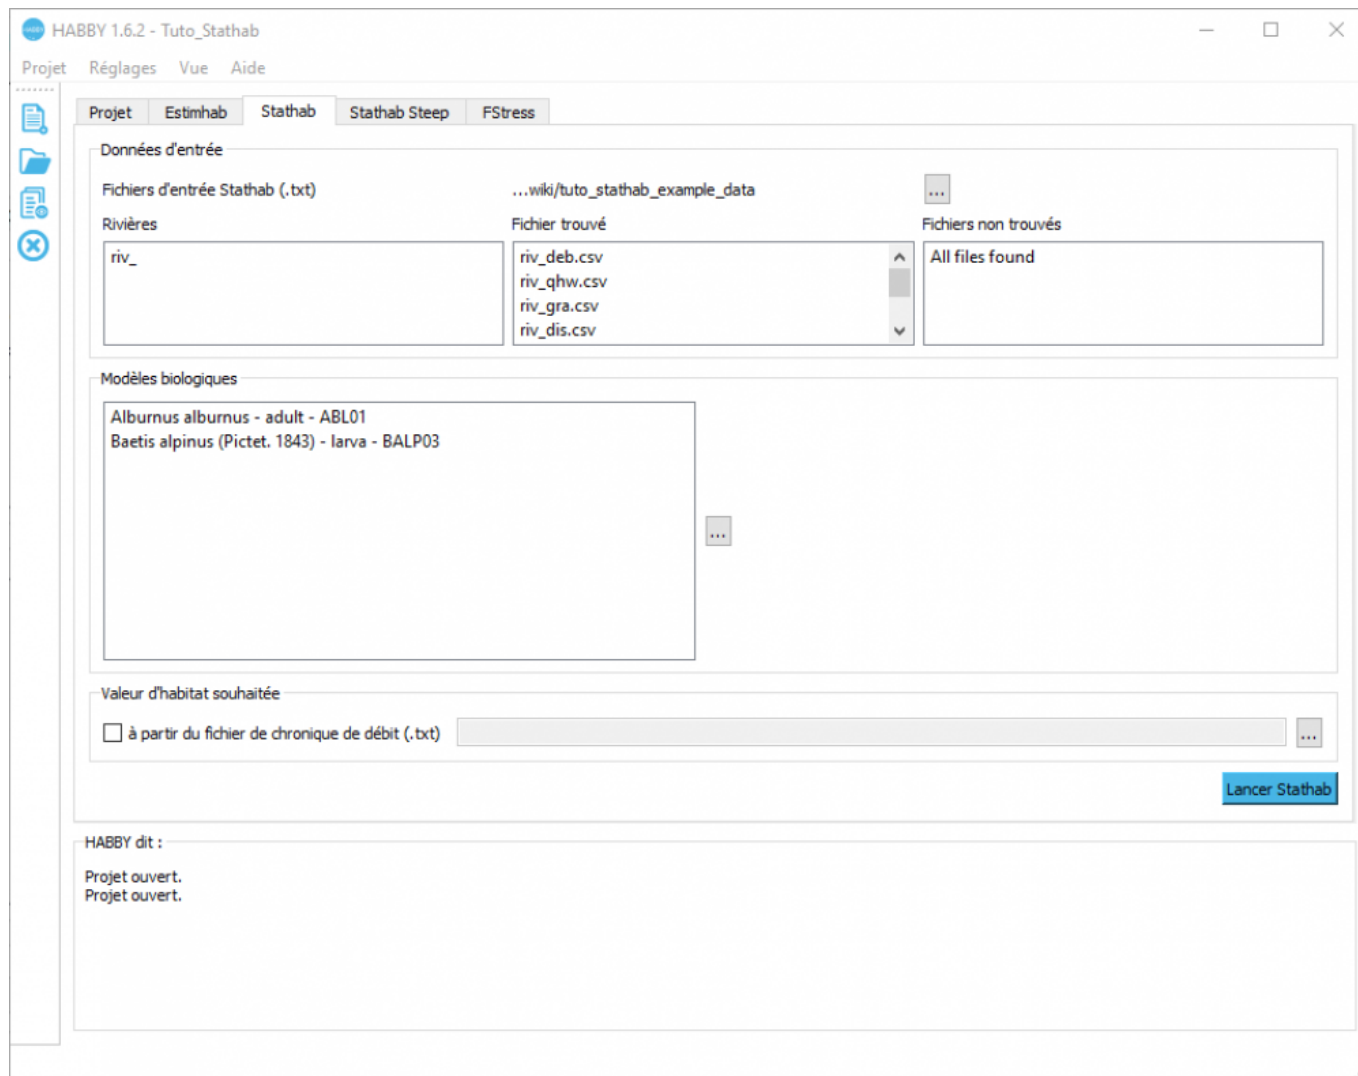 HABBY 1.6.2 - Tuto_Stathab
Projet Réglages Vue Aide
Projet Estimhab Stathab Stathab Steep FStress
Données d'entrée
Fichiers d'entrée Stathab (.txt) ...wiki/tuto_stathab_example_data ...
Rivières Fichier trouvé Fichiers non trouvés
riv_ riv_deb.csv All files found
riv_qhw.csv
riv_gra.csv
riv_dis.csv
Modèles biologiques
Alburnus alburnus - adult - ABL01
Baetis alpinus (Pictet. 1843) - larva - BALP03
...
Valeur d'habitat souhaitée
à partir du fichier de chronique de débit (.txt) ...
Lancer Stathab
HABBY dit :
Projet ouvert.
Projet ouvert.